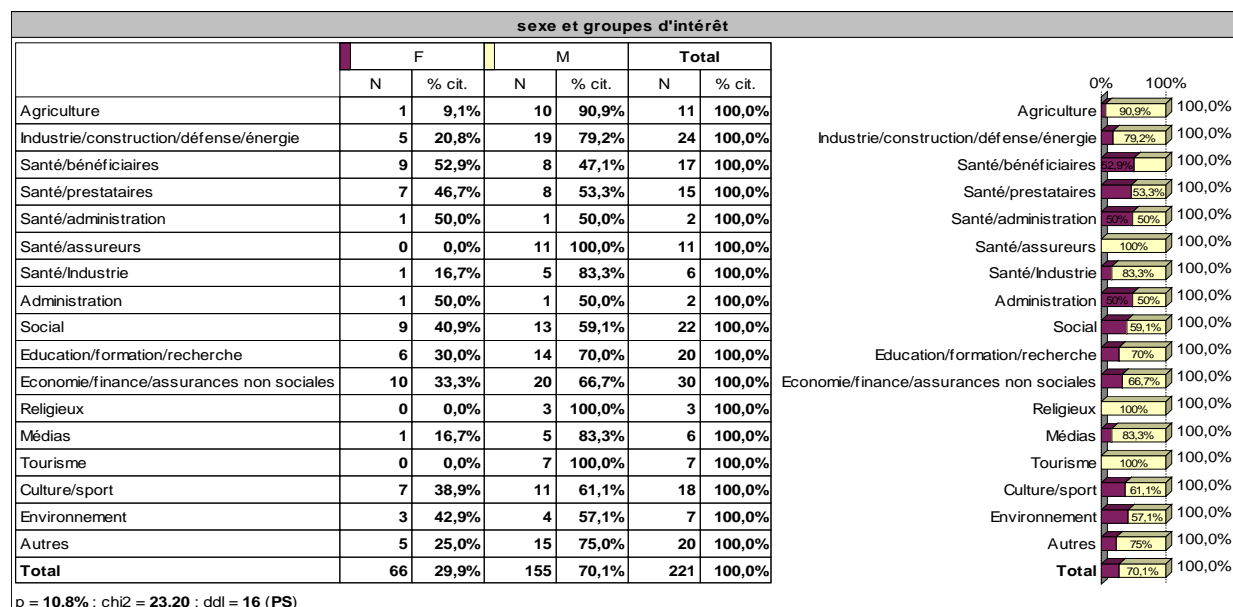 sexe et groupes d'intérêt
F M Total
N % cit. N % cit. N % cit.
Agriculture 1 9,1% 10 90,9% 11 100,0%
Industrie/construction/défense/énergie 5 20,8% 19 79,2% 24 100,0%
Santé/bénéficiaires 9 52,9% 8 47,1% 17 100,0%
Santé/prestataires 7 46,7% 8 53,3% 15 100,0%
Santé/administration 1 50,0% 1 50,0% 2 100,0%
Santé/assureurs 0 0,0% 11 100,0% 11 100,0%
Santé/Industrie 1 16,7% 5 83,3% 6 100,0%
Administration 1 50,0% 1 50,0% 2 100,0%
Social 9 40,9% 13 59,1% 22 100,0%
Education/formation/recherche 6 30,0% 14 70,0% 20 100,0%
Economie/finance/assurances non sociales 10 33,3% 20 66,7% 30 100,0%
Religieux 0 0,0% 3 100,0% 3 100,0%
Médias 1 16,7% 5 83,3% 6 100,0%
Tourisme 0 0,0% 7 100,0% 7 100,0%
Culture/sport 7 38,9% 11 61,1% 18 100,0%
Environnement 3 42,9% 4 57,1% 7 100,0%
Autres 5 25,0% 15 75,0% 20 100,0%
Total 66 29,9% 155 70,1% 221 100,0%
p = 10,8% ; chi2 = 23,20 ; ddl = 16 (PS)
0% 100%
Agriculture 90,9% 100,0%
Industrie/construction/défense/énergie 79,2% 100,0%
Santé/bénéficiaires 52,9% 100,0%
Santé/prestataires 53,3% 100,0%
Santé/administration 50% 50% 100,0%
Santé/assureurs 100% 100,0%
Santé/Industrie 83,3% 100,0%
Administration 50% 50% 100,0%
Social 59,1% 100,0%
Education/formation/recherche 70% 100,0%
Economie/finance/assurances non sociales 66,7% 100,0%
Religieux 100% 100,0%
Médias 83,3% 100,0%
Tourisme 100% 100,0%
Culture/sport 61,1% 100,0%
Environnement 57,1% 100,0%
Autres 75% 100,0%
Total 70,1% 100,0%